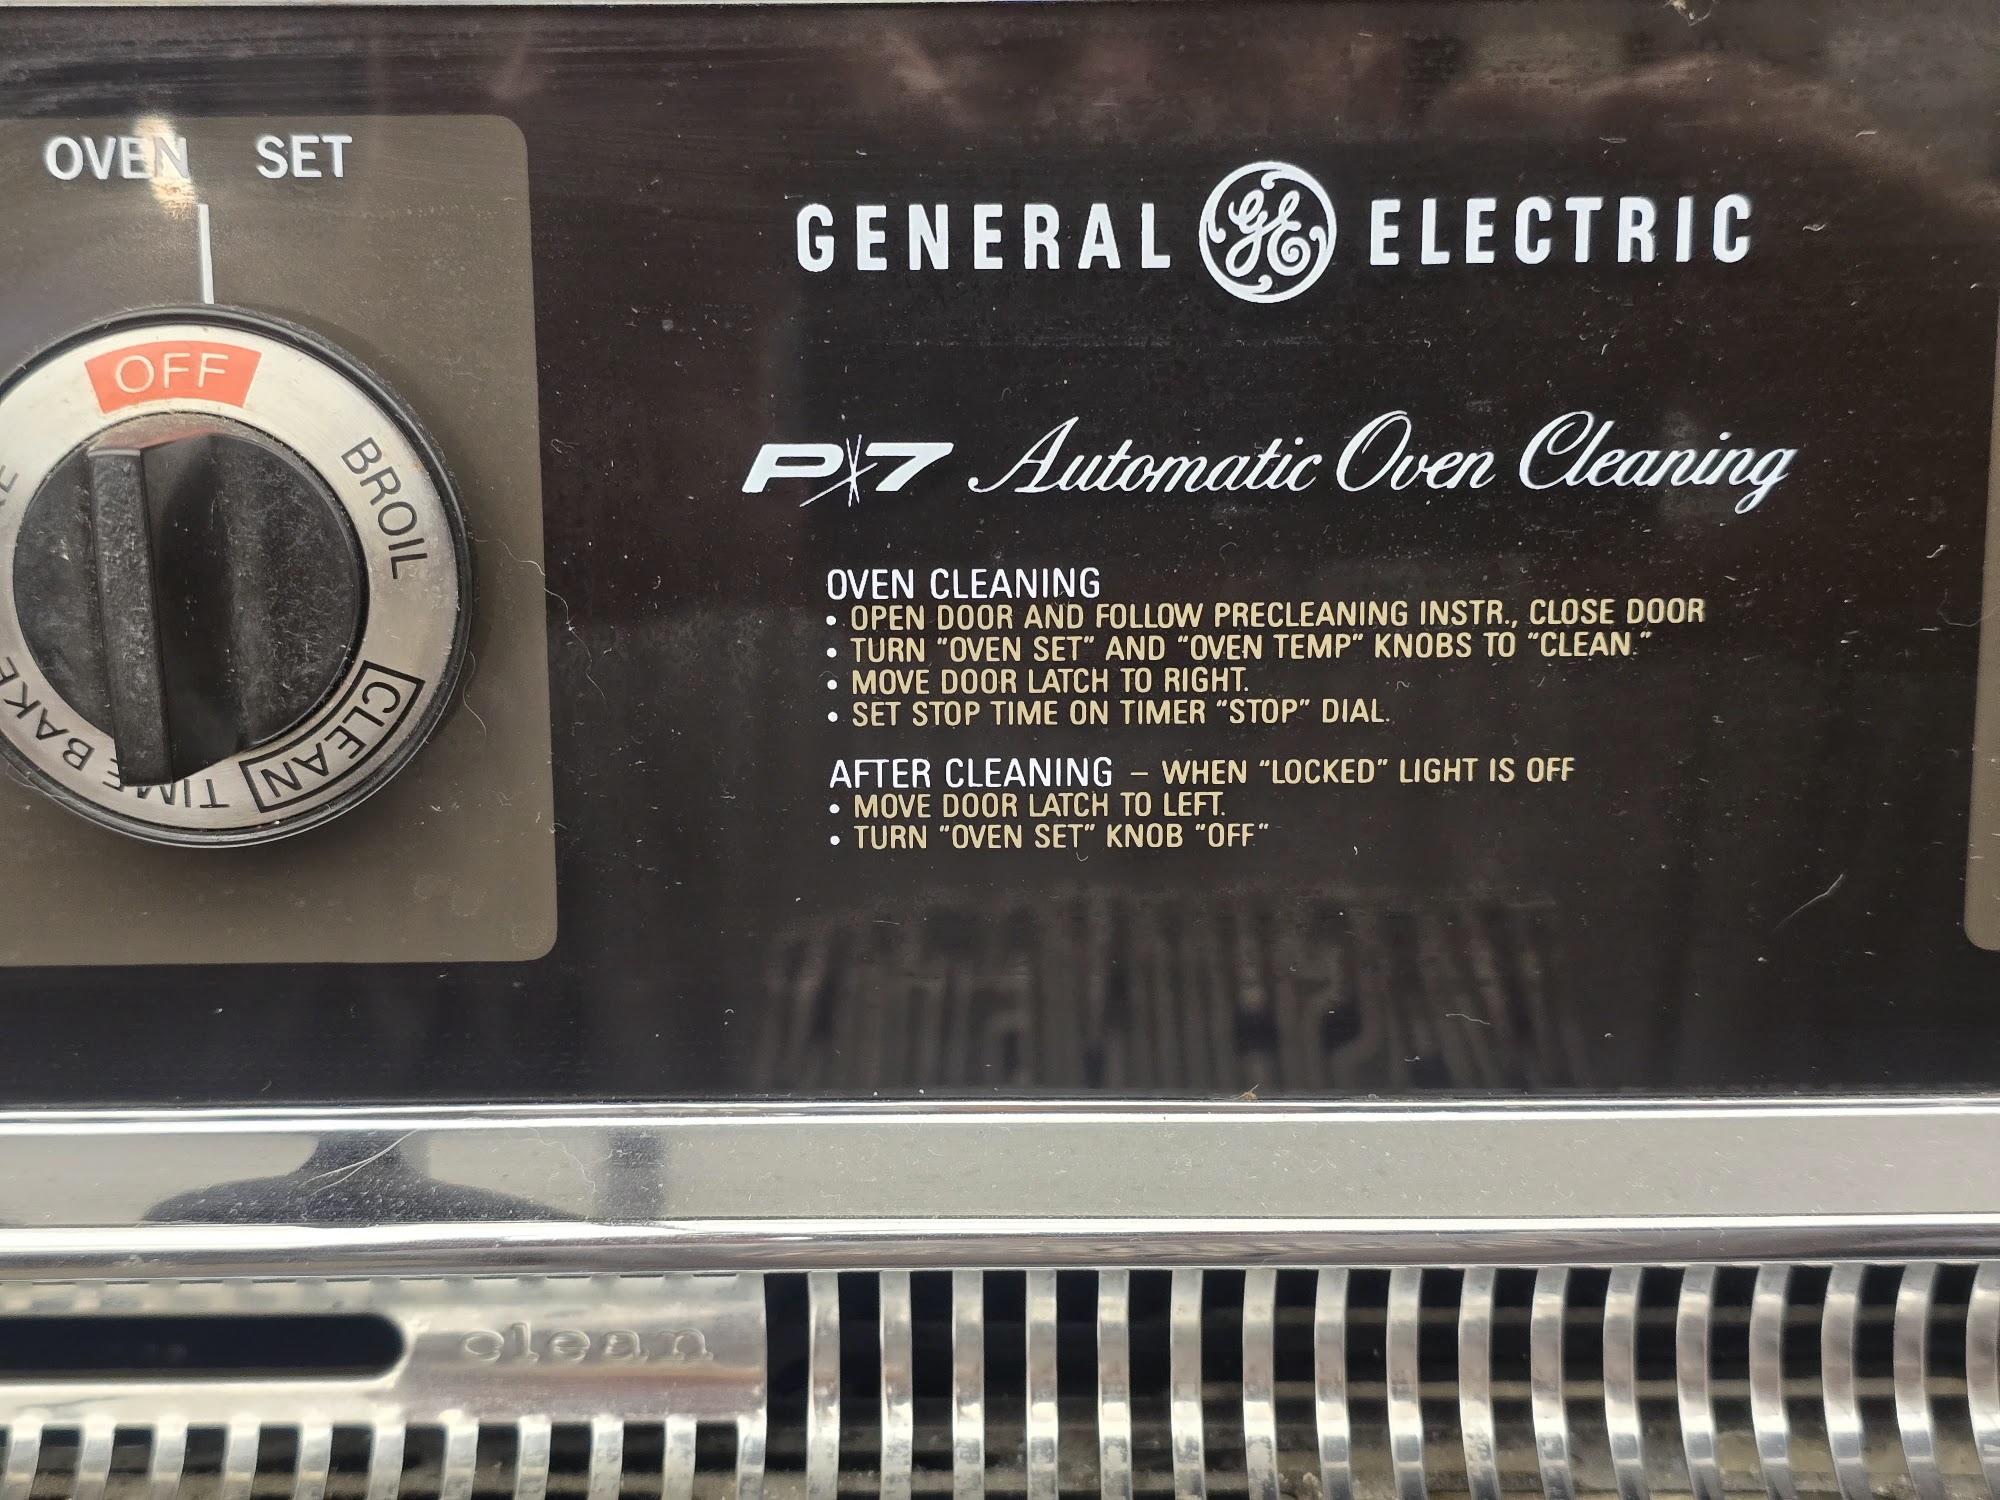 OVEN SET
OFF
BROIL
CLEAN
TIME BAKE
GENERAL GE ELECTRIC
P*7 Automatic Oven Cleaning
OVEN CLEANING
• OPEN DOOR AND FOLLOW PRECLEANING INSTR., CLOSE DOOR
• TURN "OVEN SET" AND "OVEN TEMP" KNOBS TO "CLEAN."
• MOVE DOOR LATCH TO RIGHT.
• SET STOP TIME ON TIMER "STOP" DIAL.
AFTER CLEANING – WHEN "LOCKED" LIGHT IS OFF
• MOVE DOOR LATCH TO LEFT.
• TURN "OVEN SET" KNOB "OFF"
clean